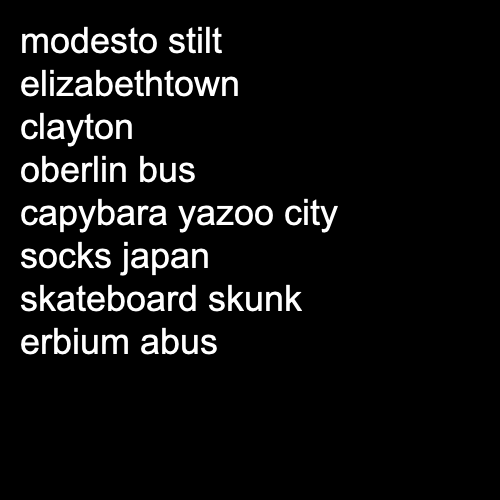 modesto stilt
elizabethtown
clayton
oberlin bus
capybara yazoo city
socks japan
skateboard skunk
erbium abus